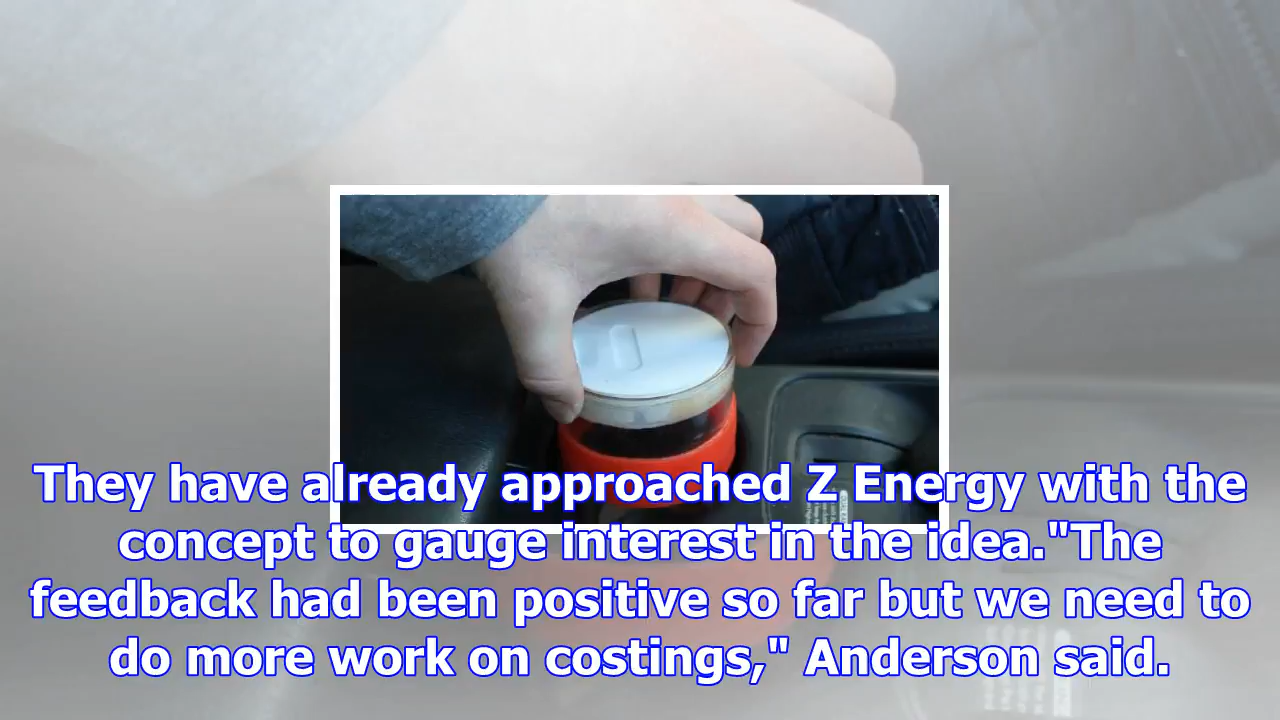 They have already approached Z Energy with the
concept to gauge interest in the idea."The
feedback had been positive so far but we need to
do more work on costings," Anderson said.